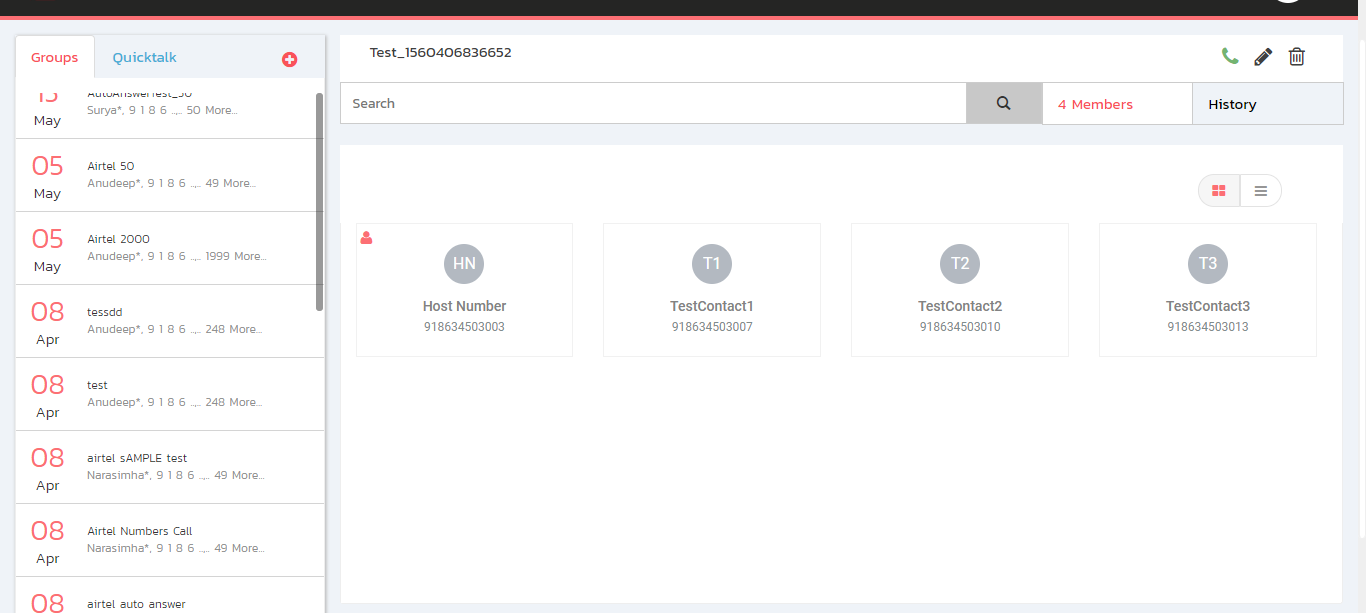 Groups
Quicktalk
13
May
AutoAnswerTest_50
Surya*, 9 1 8 6 ..,.. 50 More...
05
May
Airtel 50
Anudeep*, 9 1 8 6 ..,.. 49 More...
05
May
Airtel 2000
Anudeep*, 9 1 8 6 ..,.. 1999 More...
08
Apr
tessdd
Anudeep*, 9 1 8 6 ..,.. 248 More...
08
Apr
test
Anudeep*, 9 1 8 6 ..,.. 248 More...
08
Apr
airtel sAMPLE test
Narasimha*, 9 1 8 6 ..,.. 49 More...
08
Apr
Airtel Numbers Call
Narasimha*, 9 1 8 6 ..,.. 49 More...
08
airtel auto answer
Test_1560406836652
Search
4 Members
History
HN
Host Number
918634503003
T1
TestContact1
918634503007
T2
TestContact2
918634503010
T3
TestContact3
918634503013